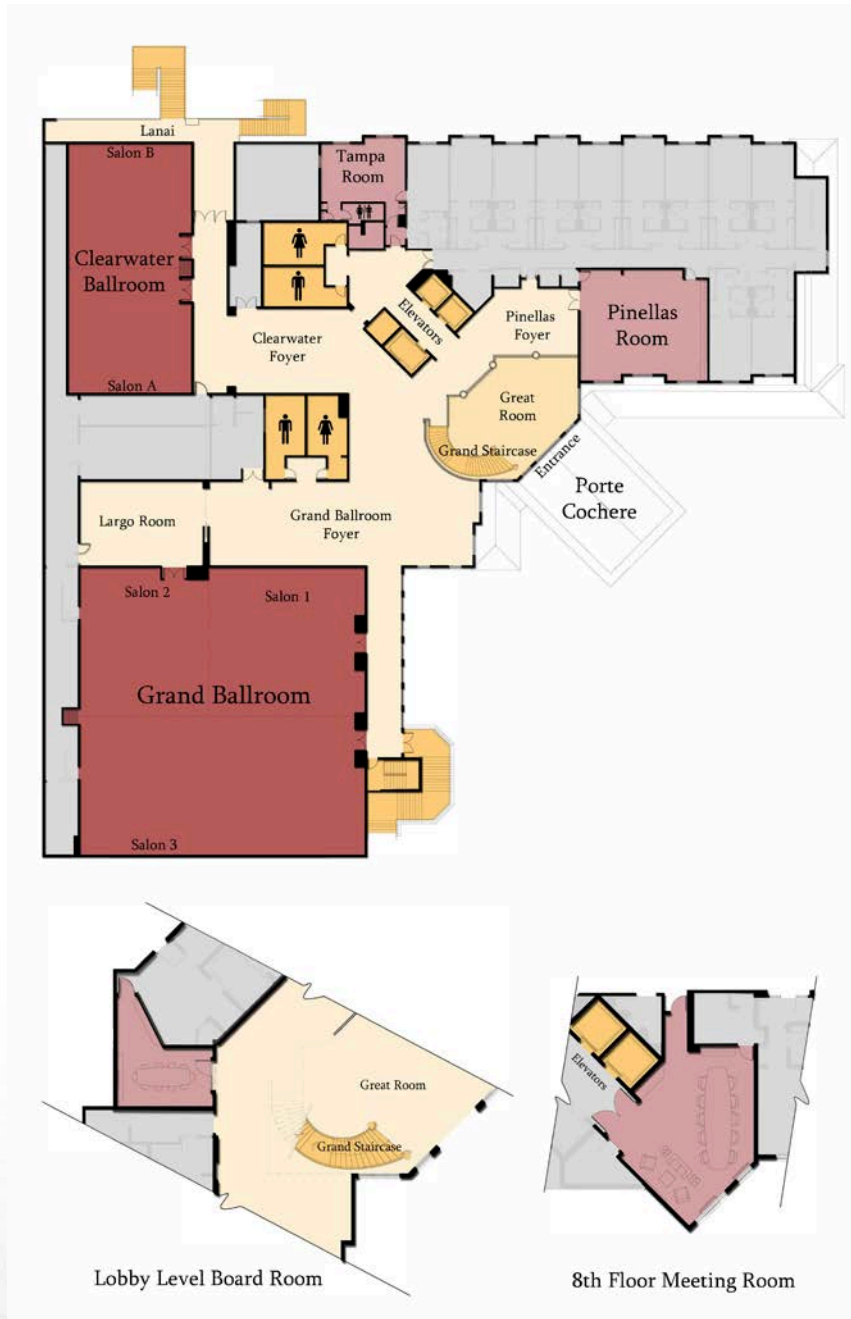 Lanai
Salon B
Tampa
Room
Clearwater
Ballroom
Elevators
Pinellas
Foyer
Pinellas
Room
Clearwater
Foyer
Salon A
Great
Room
Grand Staircase
Entrance
Porte
Cochere
Largo Room
Grand Ballroom
Foyer
Salon 2
Salon 1
Grand Ballroom
Salon 3
Great Room
Grand Staircase
Elevators
Lobby Level Board Room
8th Floor Meeting Room